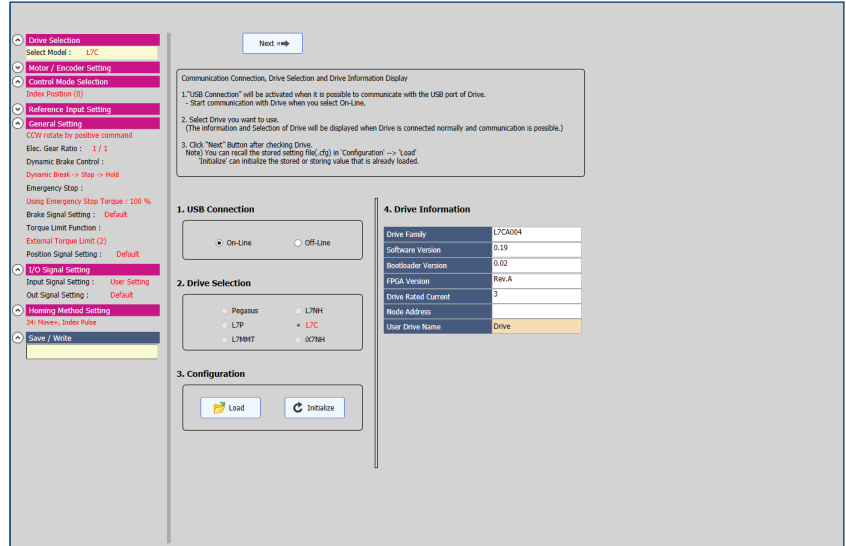 Drive Selection
Select Model : L7C
Motor / Encoder Setting
Control Mode Selection
Index Position (0)
Reference Input Setting
General Setting
CCW rotate by positive command
Elec. Gear Ratio : 1 / 1
Dynamic Brake Control :
Dynamic Break -> Stop -> Hold
Emergency Stop :
Using Emergency Stop Torque : 100 %
Brake Signal Setting : Default
Torque Limit Function :
External Torque Limit (2)
Position Signal Setting : Default
I/O Signal Setting
Input Signal Setting : User Setting
Out Signal Setting : Default
Homing Method Setting
34: Move+, Index Pulse
Save / Write
Next
Communication Connection, Drive Selection and Drive Information Display
1."USB Connection" will be activated when it is possible to communicate with the USB port of Drive.
- Start communication with Drive when you select On-Line.
2. Select Drive you want to use.
(The information and Selection of Drive will be displayed when Drive is connected normally and communication is possible.)
3. Click "Next" Button after checking Drive.
Note) You can recall the stored setting file(.cfg) in 'Configuration' --> 'Load'
'Initialize' can initialize the stored or storing value that is already loaded.
1. USB Connection
On-Line Off-Line
2. Drive Selection
Pegasus L7NH
L7P L7C
L7MMT iX7NH
3. Configuration
Load Initialize
4. Drive Information
Drive Family L7CA004
Software Version 0.19
Bootloader Version 0.02
FPGA Version Rev.A
Drive Rated Current 3
Node Address
User Drive Name Drive